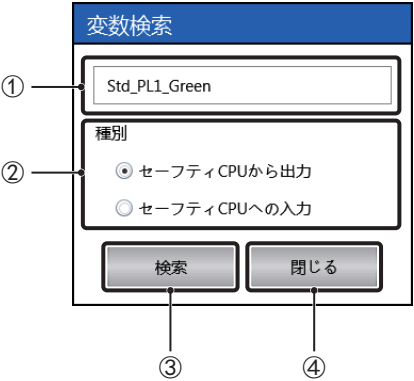 変数検索
① Std_PL1_Green
種別
② セーフティCPUから出力
セーフティCPUへの入力
検索 閉じる
③ ④